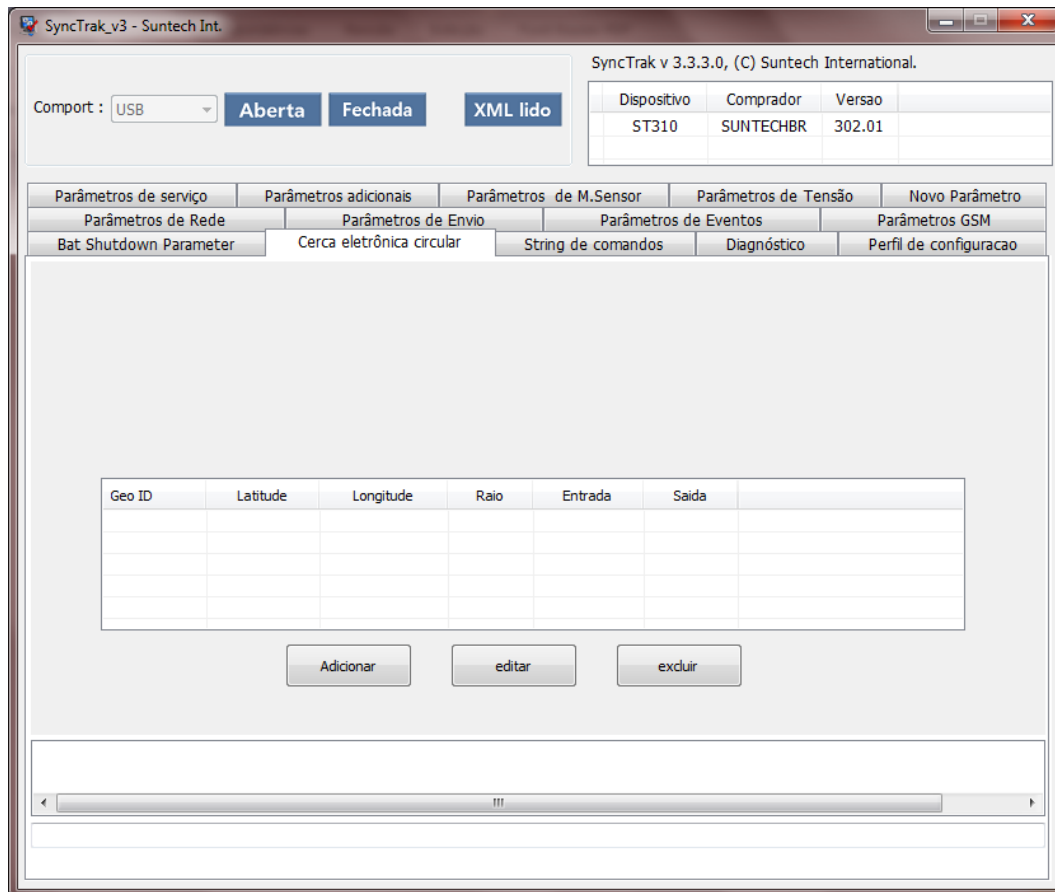 SyncTrak_v3 - Suntech Int.
SyncTrak v 3.3.3.0, (C) Suntech International.
Comport : USB Aberta Fechada XML lido
Dispositivo Comprador Versao
ST310 SUNTECHBR 302.01
Parâmetros de serviço Parâmetros adicionais Parâmetros de M.Sensor Parâmetros de Tensão Novo Parâmetro
Parâmetros de Rede Parâmetros de Envio Parâmetros de Eventos Parâmetros GSM
Bat Shutdown Parameter Cerca eletrônica circular String de comandos Diagnóstico Perfil de configuracao
Geo ID Latitude Longitude Raio Entrada Saida
Adicionar editar excluir